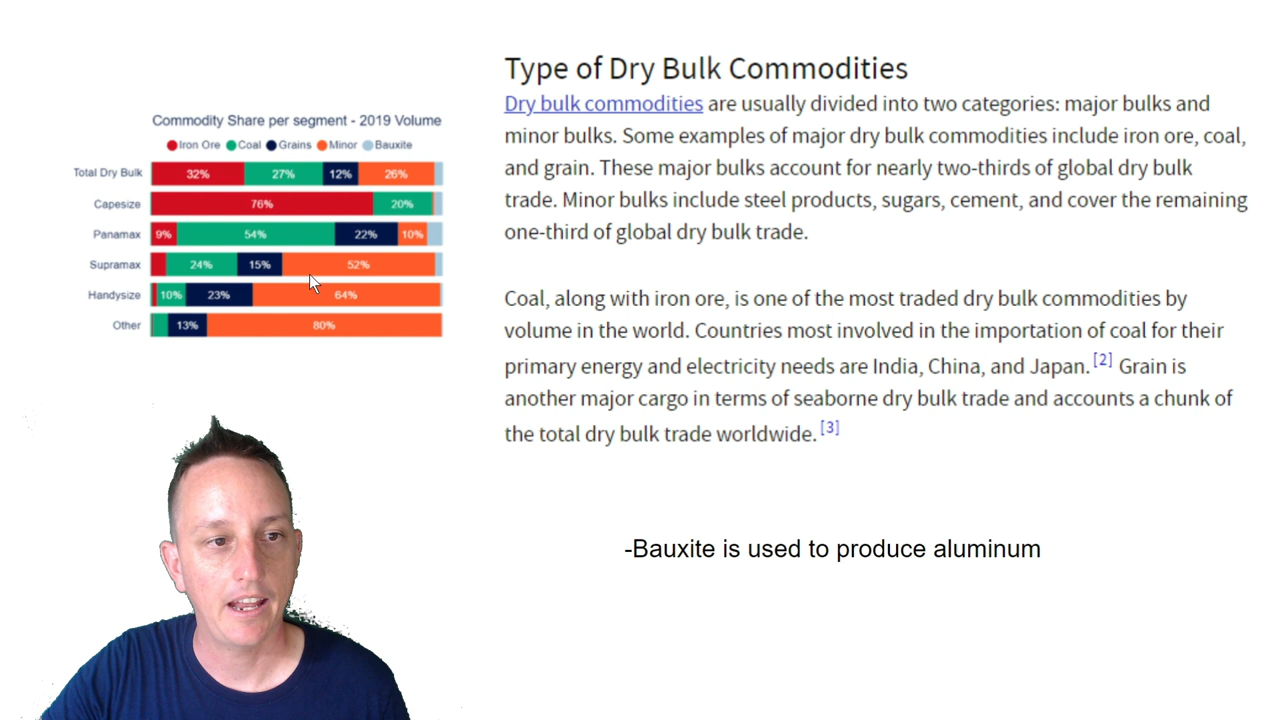 Type of Dry Bulk Commodities
Dry bulk commodities are usually divided into two categories: major bulks and
minor bulks. Some examples of major dry bulk commodities include iron ore, coal,
and grain. These major bulks account for nearly two-thirds of global dry bulk
trade. Minor bulks include steel products, sugars, cement, and cover the remaining
one-third of global dry bulk trade.
Coal, along with iron ore, is one of the most traded dry bulk commodities by
volume in the world. Countries most involved in the importation of coal for their
primary energy and electricity needs are India, China, and Japan. [2] Grain is
another major cargo in terms of seaborne dry bulk trade and accounts a chunk of
the total dry bulk trade worldwide. [3]
Commodity Share per segment - 2019 Volume
Iron Ore Coal Grains Minor Bauxite
Total Dry Bulk 32% 27% 12% 26%
Capesize 76% 20%
Panamax 9% 54% 22% 10%
Supramax 24% 15% 52%
Handysize 10% 23% 64%
Other 13% 80%
-Bauxite is used to produce aluminum